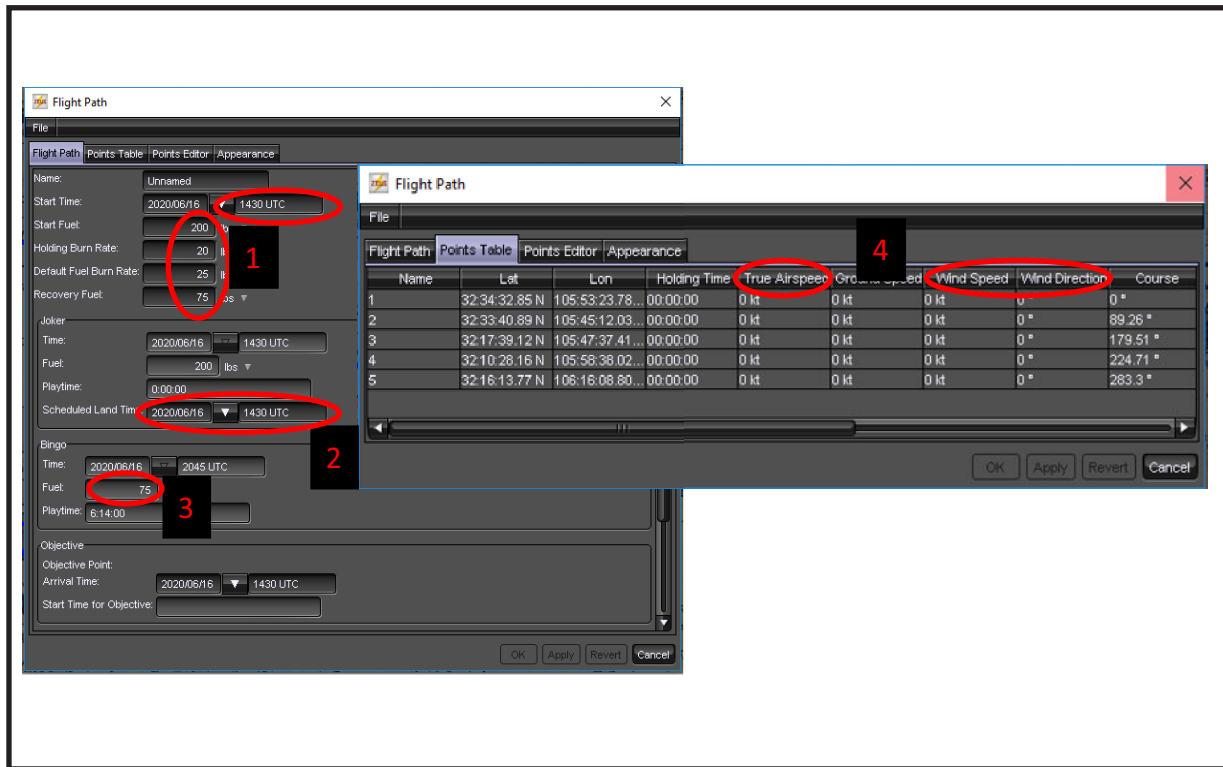 Flight Path
File
Flight Path Points Table Points Editor Appearance
Name: Unnamed
Start Time: 2020/06/16 1430 UTC
Start Fuel: 200 lbs
Holding Burn Rate: 20
Default Fuel Burn Rate: 25
Recovery Fuel: 75 lbs
1
Joker
Time: 2020/06/16 1430 UTC
Fuel: 200 lbs
Playtime: 0:00:00
Scheduled Land Time: 2020/06/16 1430 UTC
2
Bingo
Time: 2020/06/16 2045 UTC
Fuel: 75
3
Playtime: 6:14:00
Objective
Objective Point:
Arrival Time: 2020/06/16 1430 UTC
Start Time for Objective:
OK Apply Revert Cancel
Flight Path
File
4
Flight Path Points Table Points Editor Appearance
Name Lat Lon Holding Time True Airspeed Ground Speed Wind Speed Wind Direction Course
1 32:34:32.85 N 105:53:23.78... 00:00:00 0 kt 0 kt 0 kt 0 ° 0 °
2 32:33:40.89 N 105:45:12.03... 00:00:00 0 kt 0 kt 0 kt 0 ° 89.26 °
3 32:17:39.12 N 105:47:37.41... 00:00:00 0 kt 0 kt 0 kt 0 ° 179.51 °
4 32:10:28.16 N 105:58:38.02... 00:00:00 0 kt 0 kt 0 kt 0 ° 224.71 °
5 32:16:13.77 N 106:16:08.80... 00:00:00 0 kt 0 kt 0 kt 0 ° 283.3 °
OK Apply Revert Cancel